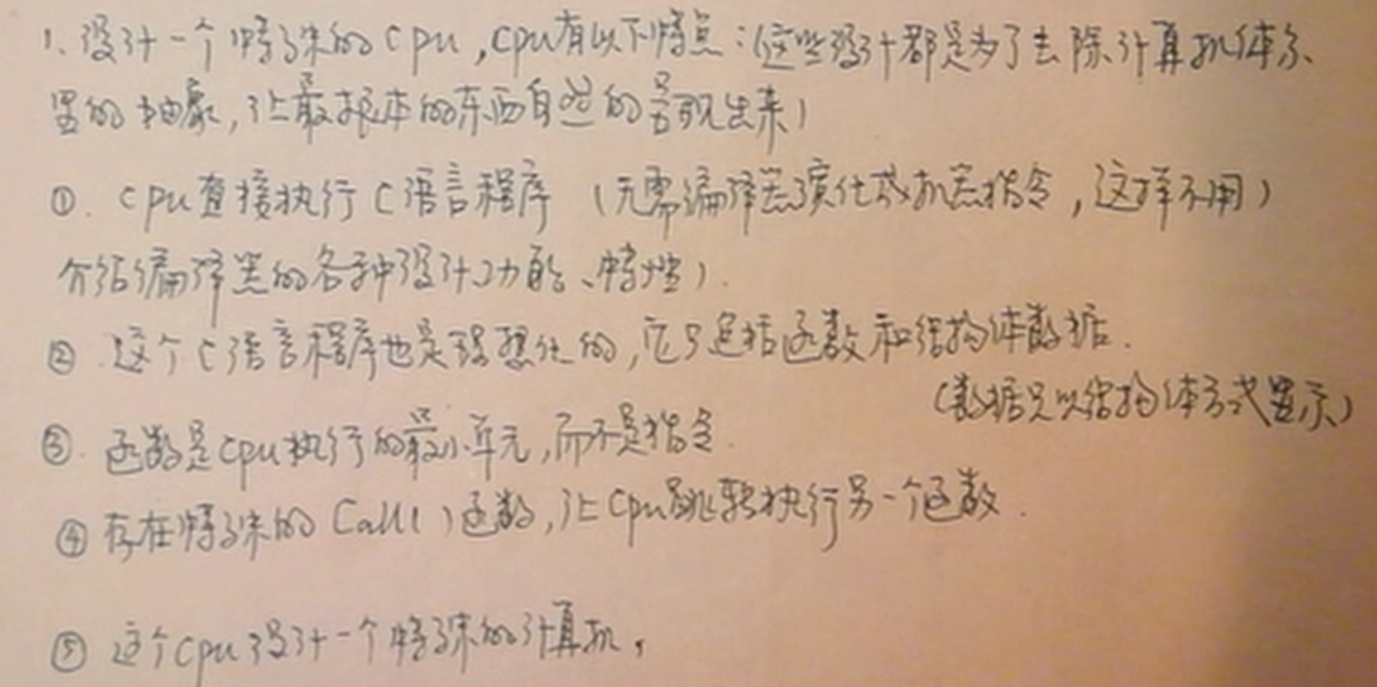 1、设计一个特殊的cpu,cpu有以下特点:(这些设计都是为了去除计算机体系
里的抽象,让最根本的东西自然的呈现出来)
①. cpu直接执行C语言程序 (无需编译器演化成机器指令,这样不用)
介绍编译器的各种设计功能、特性).
② .这个C语言程序也是假想化的,它只包括函数和结构体数据.
(数据只以结构体方式显示)
③. 函数是cpu执行的最小单元,而不是指令.
④ 存在特殊的Call()函数,让cpu跳转执行另一个函数.
⑤ 这个cpu设计一个特殊的计算机,